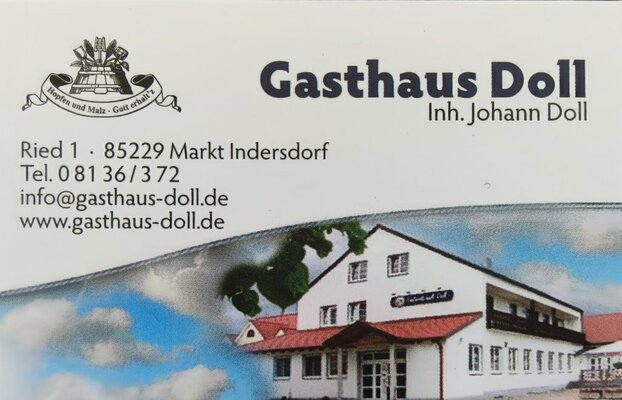 Hopfen und Malz - Gott erhalt's
Gasthaus Doll
Inh. Johann Doll
Ried 1 · 85229 Markt Indersdorf
Tel. 0 81 36/3 72
info@gasthaus-doll.de
www.gasthaus-doll.de